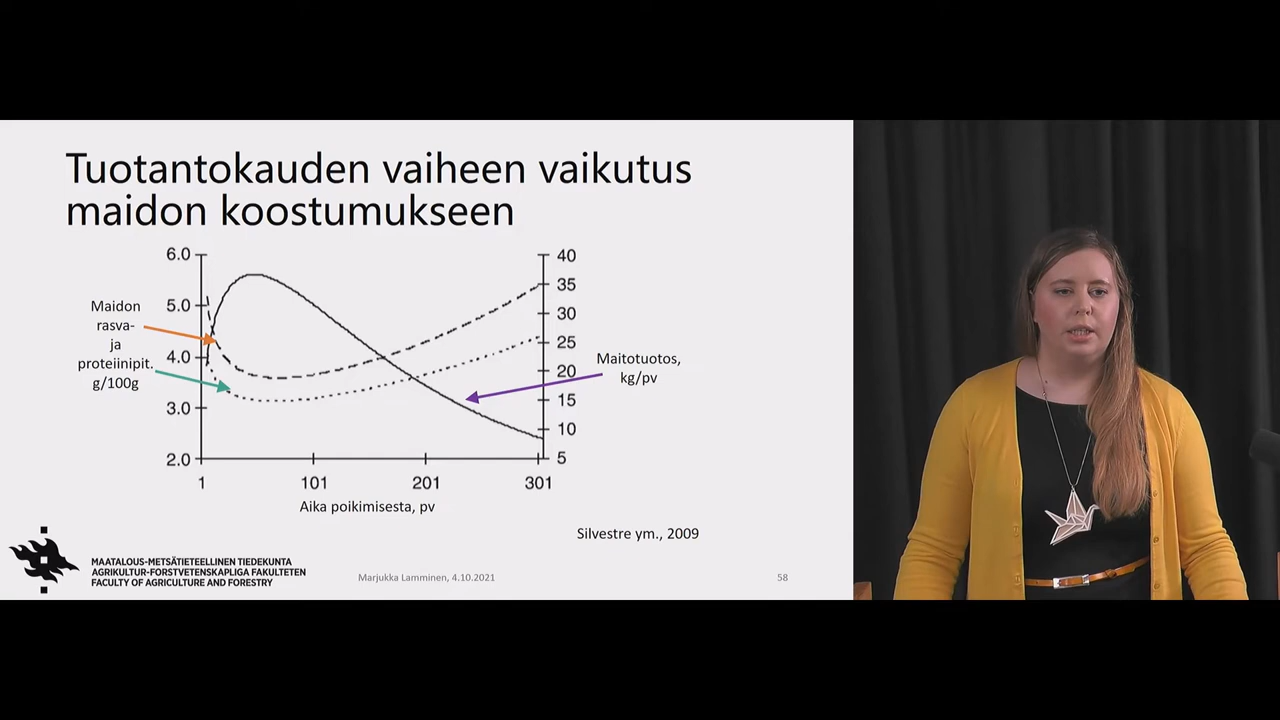 Tuotantokauden vaiheen vaikutus
maidon koostumukseen
6.0
5.0
4.0
3.0
2.0
40
35
30
25
20
15
10
5
1
101
201
301
Maidon
rasva-
ja
proteiinipit.
g/100g
Maitotuotos,
kg/pv
Aika poikimisesta, pv
Silvestre ym., 2009
MAATALOUS-METSÄTIETEELLINEN TIEDEKUNTA
AGRIKULTUR-FORSTVETENSKAPLIGA FAKULTETEN
FACULTY OF AGRICULTURE AND FORESTRY
Marjukka Lamminen, 4.10.2021
58